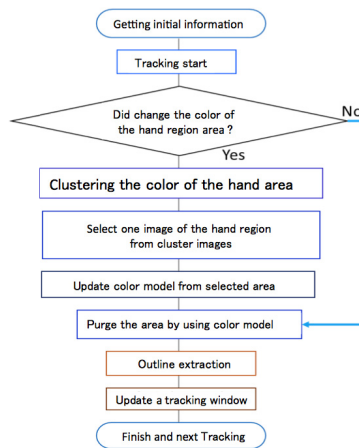 Getting initial information
Tracking start
Did change the color of
the hand region area ?
No
Yes
Clustering the color of the hand area
Select one image of the hand region
from cluster images
Update color model from selected area
Purge the area by using color model
Outline extraction
Update a tracking window
Finish and next Tracking